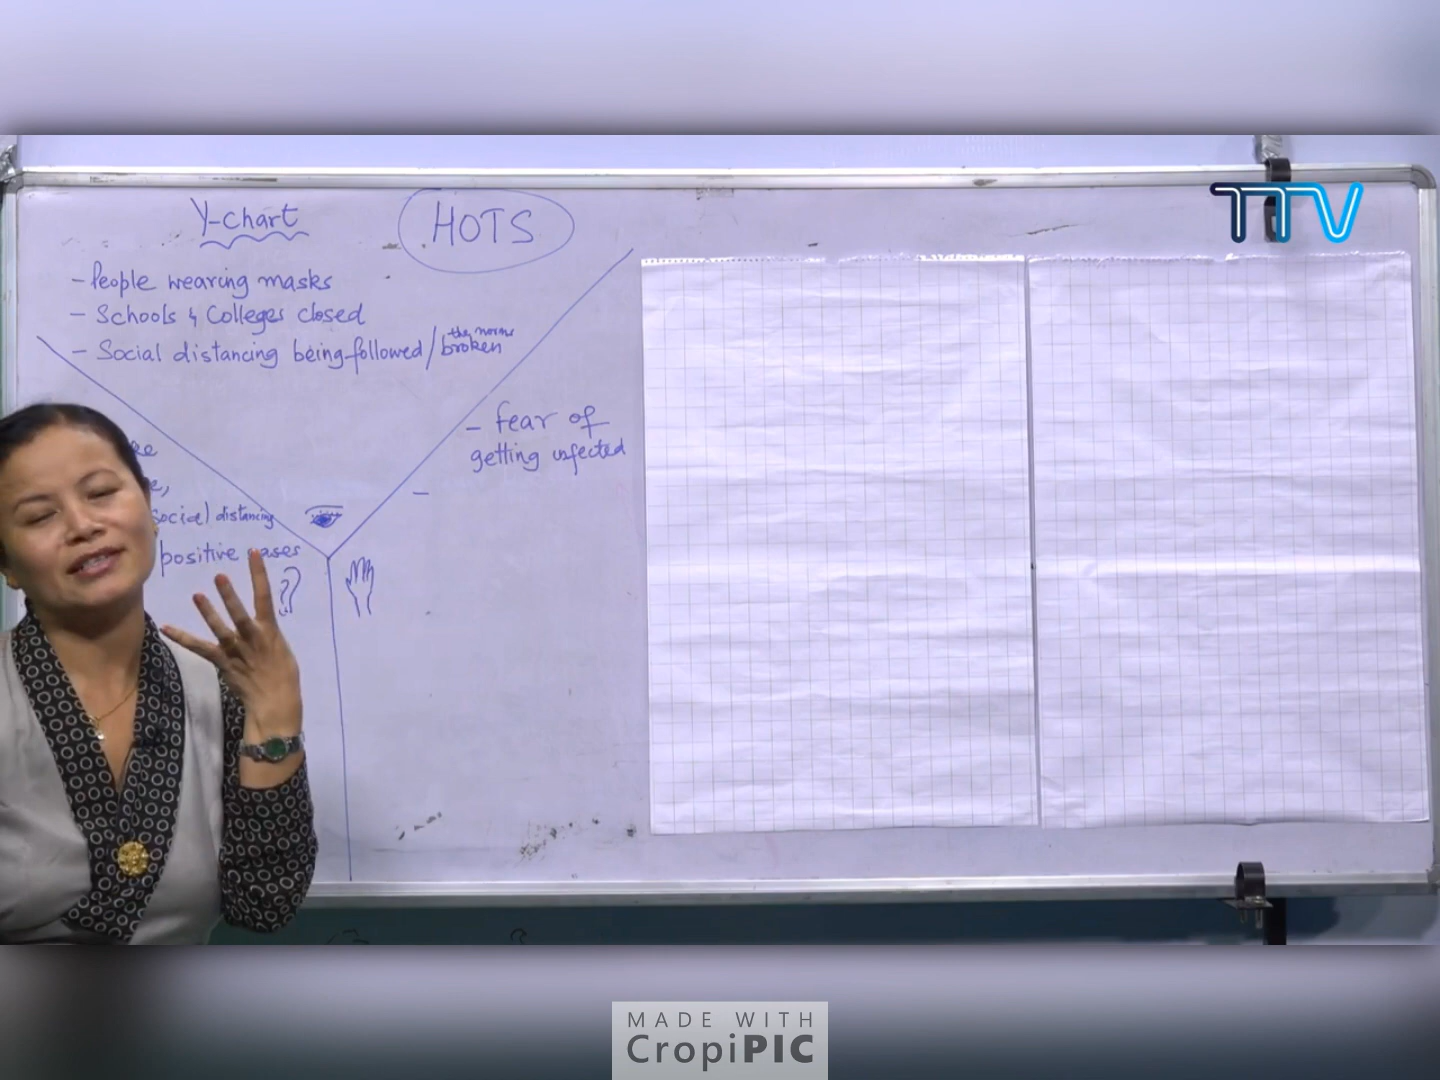 Y-chart
HOTS
- People wearing masks
- Schools & Colleges closed
- Social distancing being followed / the norms broken
- fear of
getting infected
-
social distancing
positive cases
TTV
MADE WITH
CropiPIC